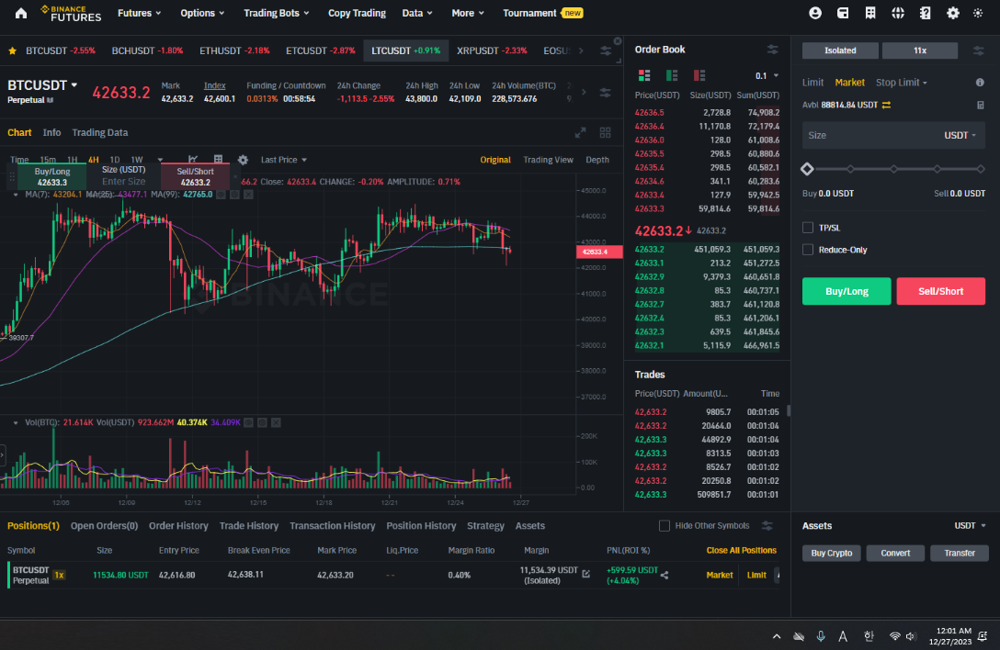 BINANCE FUTURES Futures Options Trading Bots Copy Trading Data More Tournament new
BTCUSDT -2.55% BCHUSDT -1.80% ETHUSDT -2.18% ETCUSDT -2.87% LTCUSDT +0.91% XRPUSDT -2.33% EOSU
BTCUSDT
Perpetual
42633.2
Mark Index Funding / Countdown 24h Change 24h High 24h Low 24h Volume(BTC)
42,633.2 42,600.1 0.0313% 00:58:54 -1,113.5 -2.55% 43,800.0 42,109.0 228,573.676
Chart Info Trading Data
Time 15m 1H 4H 1D 1W Last Price Original Trading View Depth
Buy/Long
42633.3
Size (USDT)
Enter Size
Sell/Short
42633.2
66.2 Close: 42633.4 CHANGE: -0.20% AMPLITUDE: 0.71%
MA(7): 43204.1 MA(25): 43477.1 MA(99): 42765.0
45000.0
44000.0
43000.0
42633.4
42000.0
41000.0
40000.0
39000.0
38000.0
37000.0
39307.7
BINANCE
Vol(BTC): 21.614K Vol(USDT) 923.662M 40.374K 34.409K
200K
100K
0.00
12/06 12/09 12/12 12/15 12/18 12/21 12/24 12/27
Order Book
0.1
Price(USDT) Size(USDT) Sum(USDT)
42636.5 2,728.8 74,908.2
42636.4 11,170.8 72,179.4
42636.0 128.0 61,008.6
42635.5 298.5 60,880.6
42635.4 298.5 60,582.1
42634.6 341.1 60,283.6
42633.4 127.9 59,942.5
42633.3 59,814.6 59,814.6
42633.2 42633.2
42633.2 451,059.3 451,059.3
42633.1 213.2 451,272.5
42632.9 9,379.3 460,651.8
42632.8 85.3 460,737.1
42632.7 383.7 461,120.8
42632.4 85.3 461,206.1
42632.3 639.5 461,845.6
42632.1 5,115.9 466,961.5
Trades
Price(USDT) Amount(U... Time
42,633.2 9805.7 00:01:05
42,633.2 20464.0 00:01:04
42,633.3 44892.9 00:01:04
42,633.3 8313.5 00:01:03
42,633.2 8526.7 00:01:02
42,633.2 20250.8 00:01:02
42,633.3 509851.7 00:01:01
Isolated 11x
Limit Market Stop Limit
Avbl 88814.84 USDT
Size USDT
Buy 0.0 USDT Sell 0.0 USDT
TP/SL
Reduce-Only
Buy/Long Sell/Short
Positions(1) Open Orders(0) Order History Trade History Transaction History Position History Strategy Assets Hide Other Symbols
Symbol Size Entry Price Break Even Price Mark Price Liq.Price Margin Ratio Margin PNL(ROI %) Close All Positions
BTCUSDT 1x
Perpetual
11534.80 USDT 42,616.80 42,638.11 42,633.20 -- 0.40%
11,534.39 USDT
(Isolated)
+599.59 USDT
(+4.04%)
Market Limit
Assets USDT
Buy Crypto Convert Transfer
12:01 AM
12/27/2023